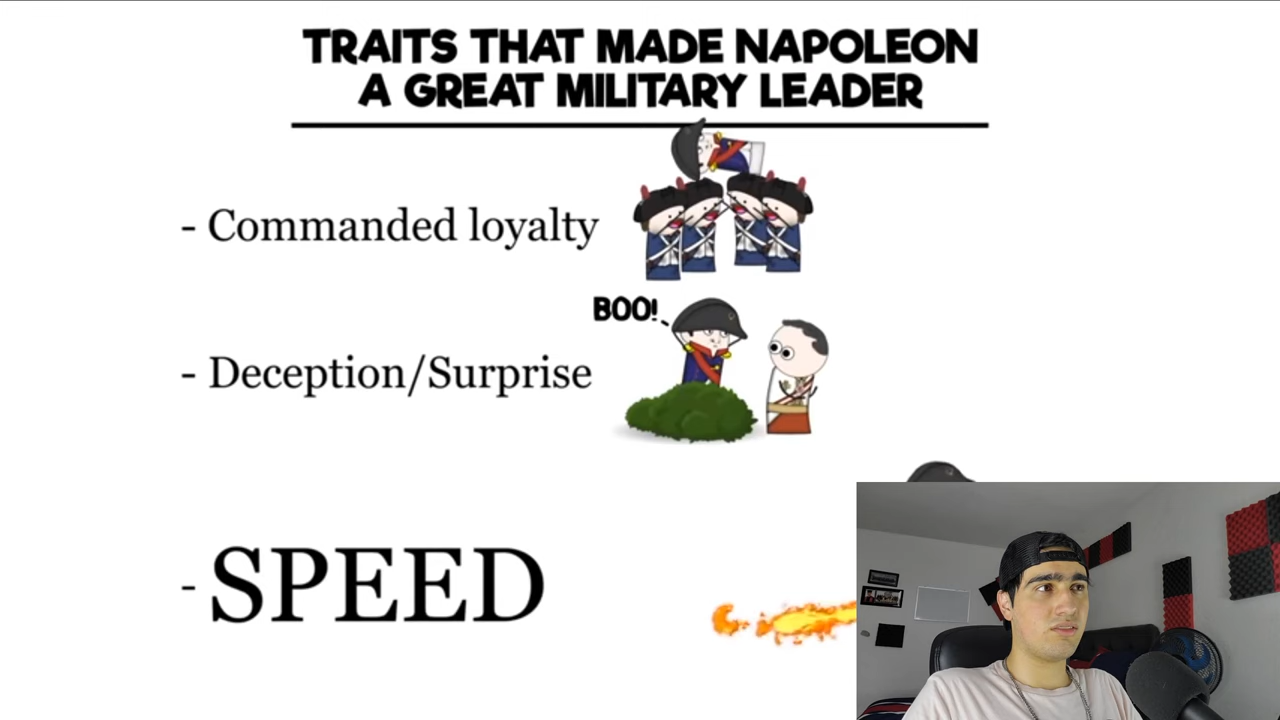 TRAITS THAT MADE NAPOLEON
A GREAT MILITARY LEADER
- Commanded loyalty
BOO!
- Deception/Surprise
- SPEED